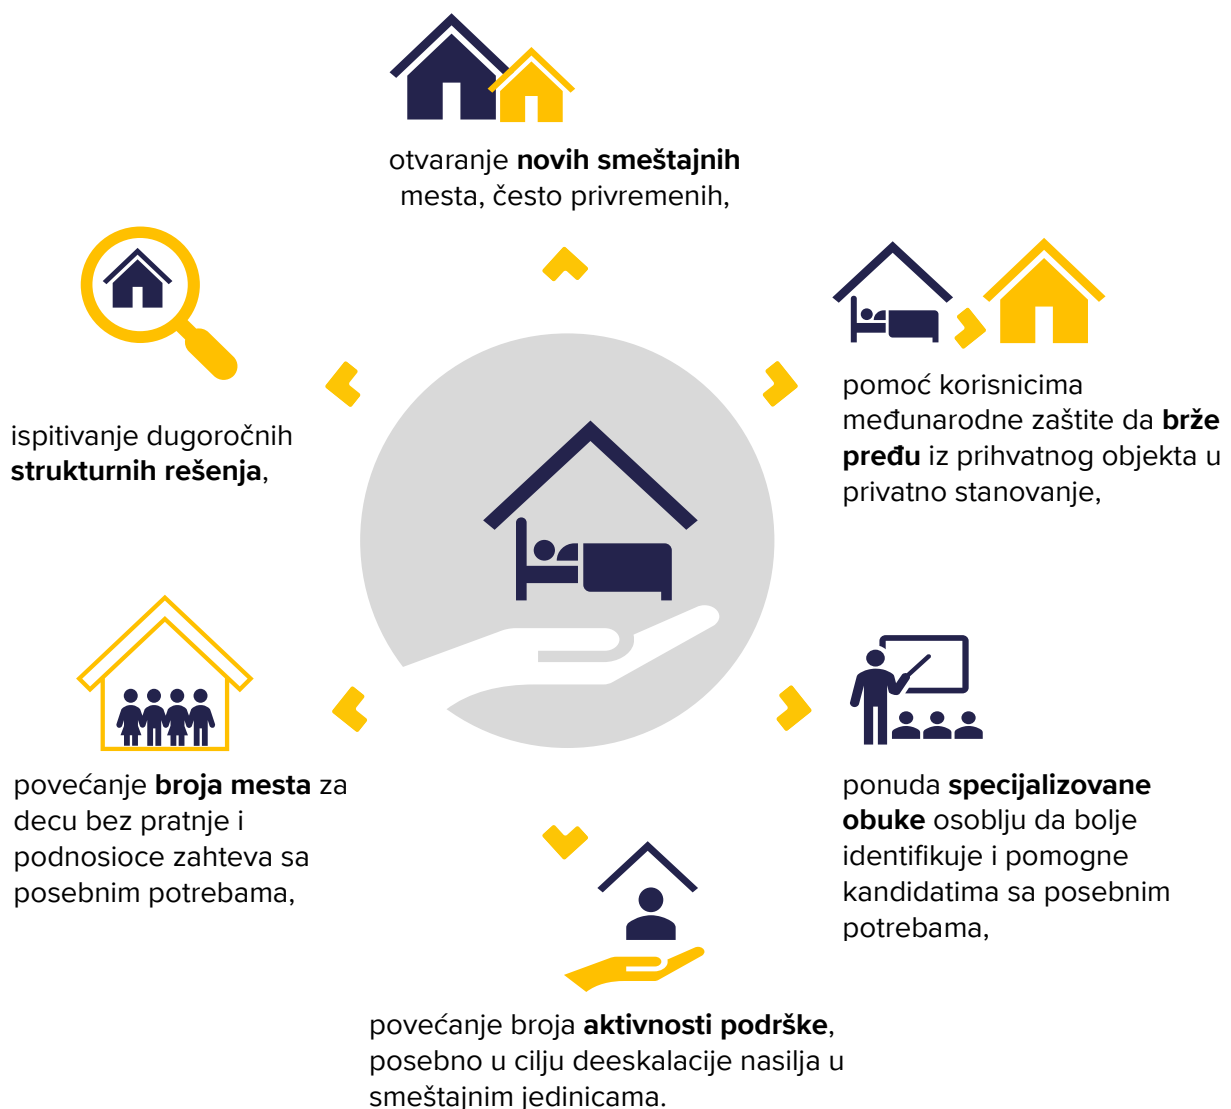 otvaranje novih smeštajnih
mesta, često privremenih,
pomoć korisnicima
međunarodne zaštite da brže
pređu iz prihvatnog objekta u
privatno stanovanje,
ispitivanje dugoročnih
strukturnih rešenja,
povećanje broja mesta za
decu bez pratnje i
podnosioce zahteva sa
posebnim potrebama,
ponuda specijalizovane
obuke osoblju da bolje
identifikuje i pomogne
kandidatima sa posebnim
potrebama,
povećanje broja aktivnosti podrške,
posebno u cilju deeskalacije nasilja u
smeštajnim jedinicama.